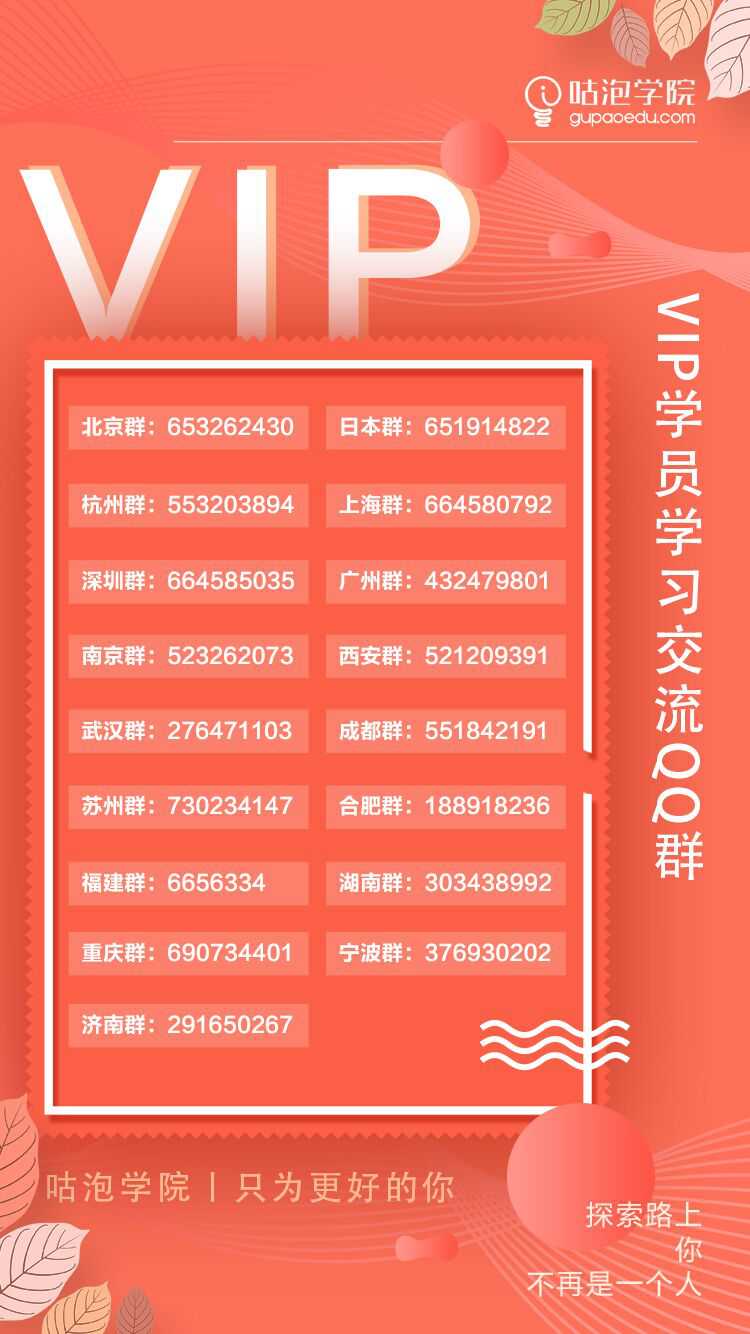 咕泡学院
gupaoedu.com
VIP
VIP学员学习交流QQ群
北京群：653262430
日本群：651914822
杭州群：553203894
上海群：664580792
深圳群：664585035
广州群：432479801
南京群：523262073
西安群：521209391
武汉群：276471103
成都群：551842191
苏州群：730234147
合肥群：188918236
福建群：6656334
湖南群：303438992
重庆群：690734401
宁波群：376930202
济南群：291650267
咕泡学院丨只为更好的你
探索路上
你
不再是一个人